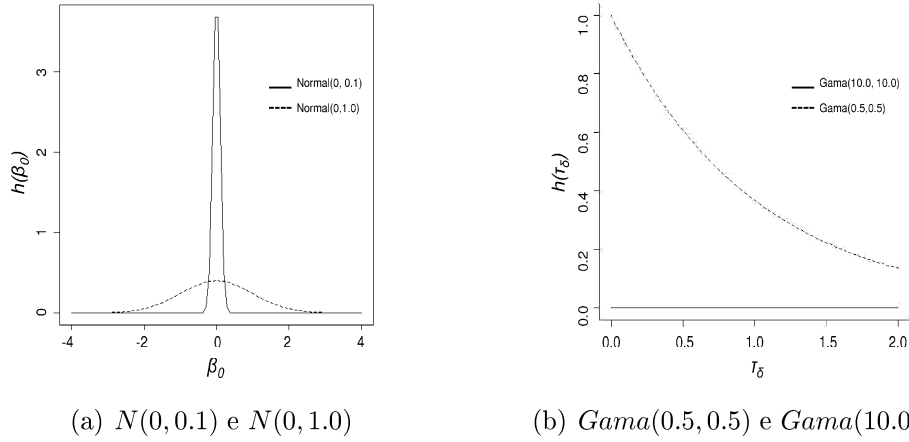 Normal(0, 0.1)
Normal(0,1.0)
h(β0)
0
1
2
3
-4
-2
0
2
4
β0
(a) N(0, 0.1) e N(0, 1.0)
Gama(10.0, 10.0)
Gama(0.5,0.5)
h(τδ)
0.0
0.2
0.4
0.6
0.8
1.0
0.0
0.5
1.0
1.5
2.0
τδ
(b) Gama(0.5, 0.5) e Gama(10.0